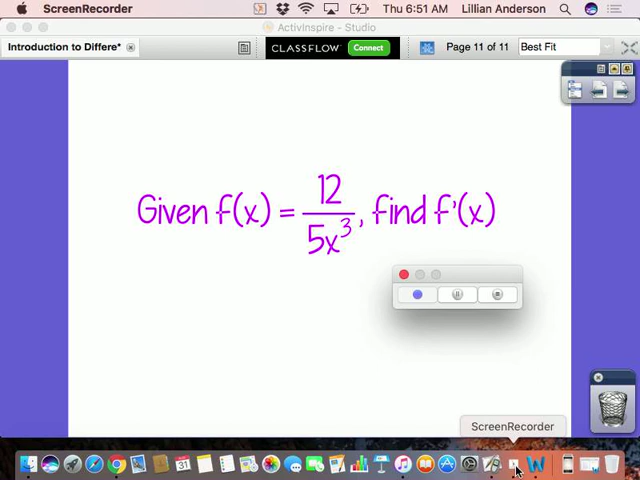 ScreenRecorder
Thu 6:51 AM Lillian Anderson
ActivInspire - Studio
Introduction to Differe*
CLASSFLOW Connect
Page 11 of 11
Best Fit
Given f(x) = 12/5x³, find f'(x)
ScreenRecorder